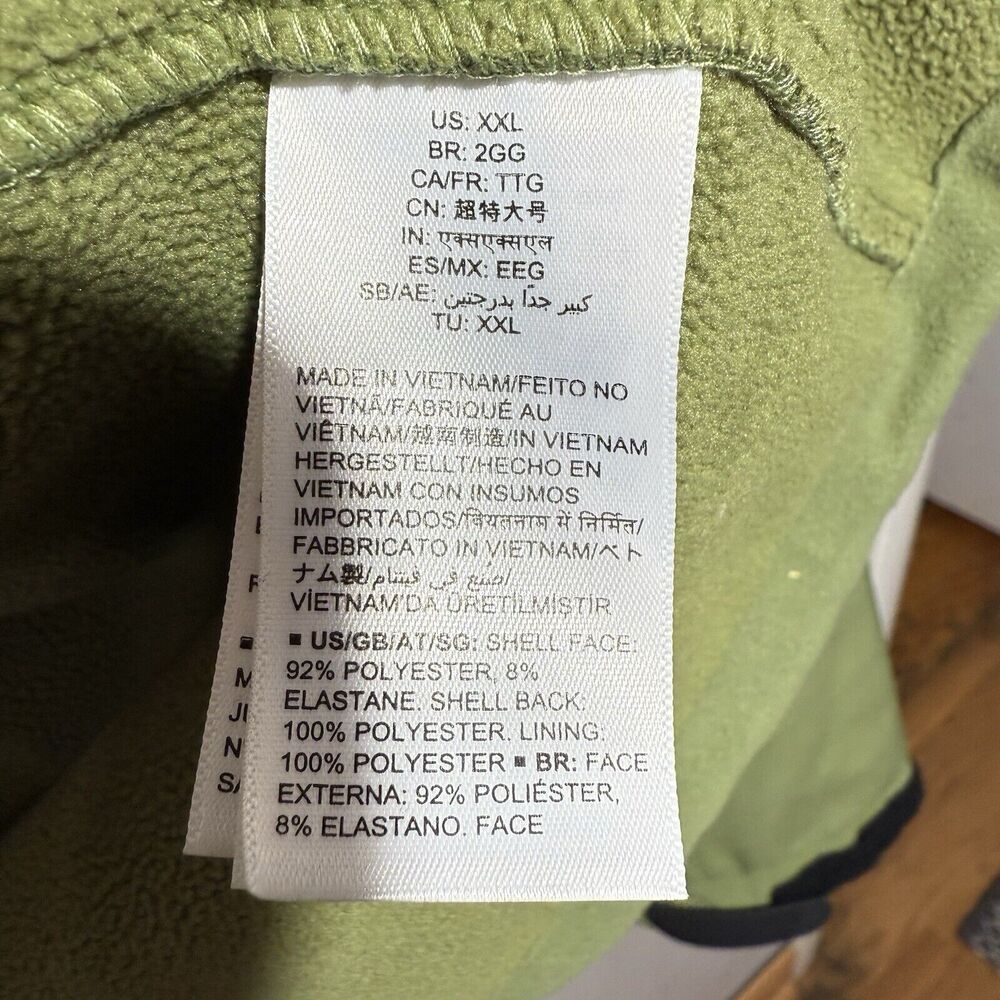 US: XXL
BR: 2GG
CA/FR: TTG
CN: 超特大号
IN: एक्सएक्सएल
ES/MX: EEG
SB/AE: كبير جدًا بدرجتين
TU: XXL
MADE IN VIETNAM/FEITO NO
VIETNÃ/FABRIQUÉ AU
VIÊTNAM/越南制造/IN VIETNAM
HERGESTELLT/HECHO EN
VIETNAM CON INSUMOS
IMPORTADOS/वियतनाम में निर्मित/
FABBRICATO IN VIETNAM/ベト
ナム製/صُنع في فيتنام/
VİETNAM'DA ÜRETİLMİŞTİR
▪ US/GB/AT/SG: SHELL FACE:
92% POLYESTER, 8%
ELASTANE. SHELL BACK:
100% POLYESTER. LINING:
100% POLYESTER ▪ BR: FACE
EXTERNA: 92% POLIÉSTER,
8% ELASTANO. FACE